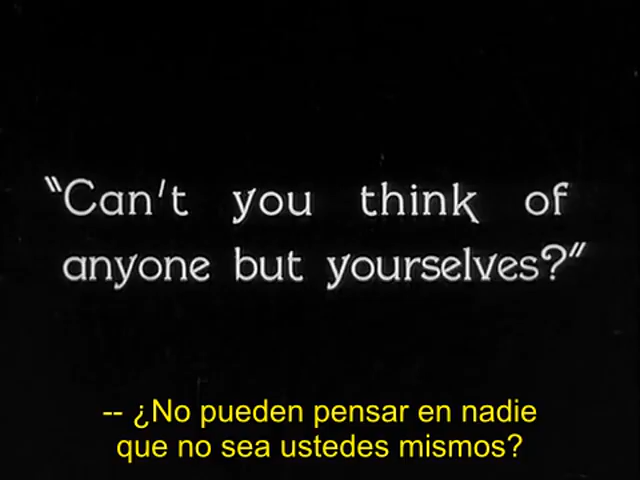 “Can't you think of
anyone but yourselves?”
-- ¿No pueden pensar en nadie
que no sea ustedes mismos?